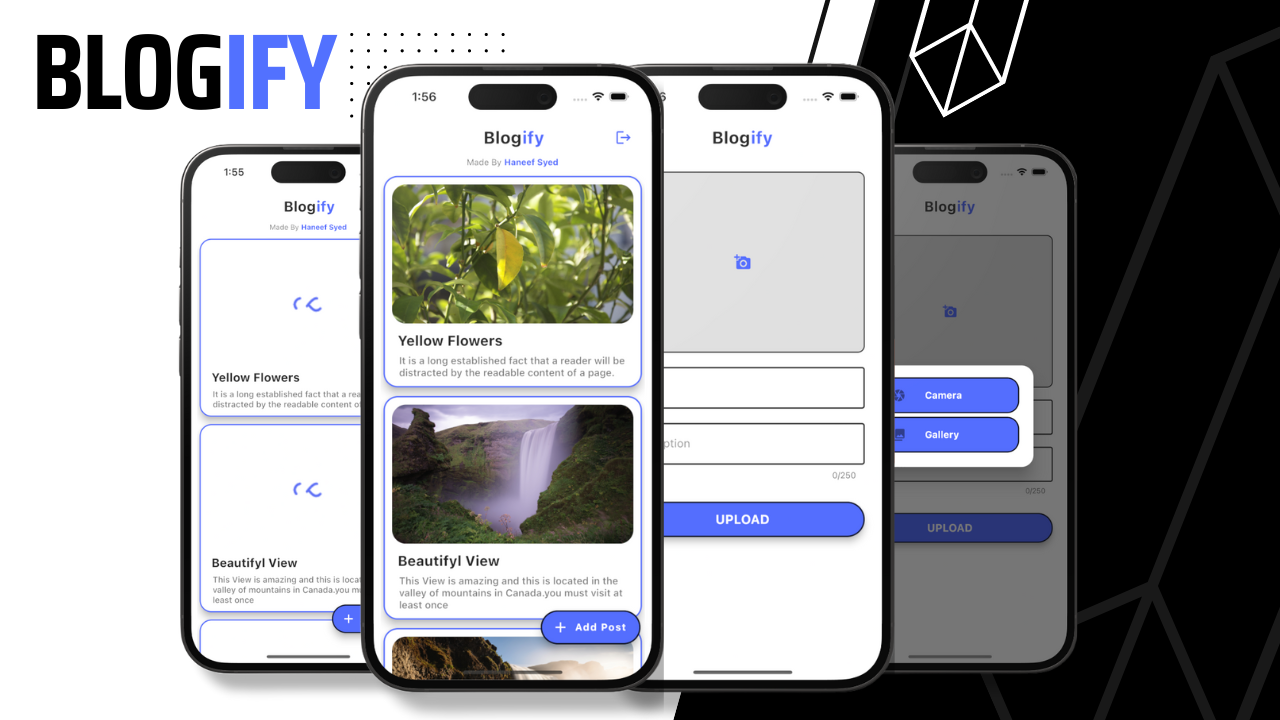 BLOGIFY
1:55
Blogify
Made By Haneef Syed
Yellow Flowers
It is a long established fact that a rea
distracted by the readable content of
Beautifyl View
This View is amazing and this is locat
valley of mountains in Canada.you m
least once
+
1:56
Blogify
Made By Haneef Syed
Yellow Flowers
It is a long established fact that a reader will be
distracted by the readable content of a page.
Beautifyl View
This View is amazing and this is located in the
valley of mountains in Canada.you must visit at
least once
+ Add Post
6
Blogify
ption
0/250
UPLOAD
Blogify
Camera
Gallery
0/250
UPLOAD